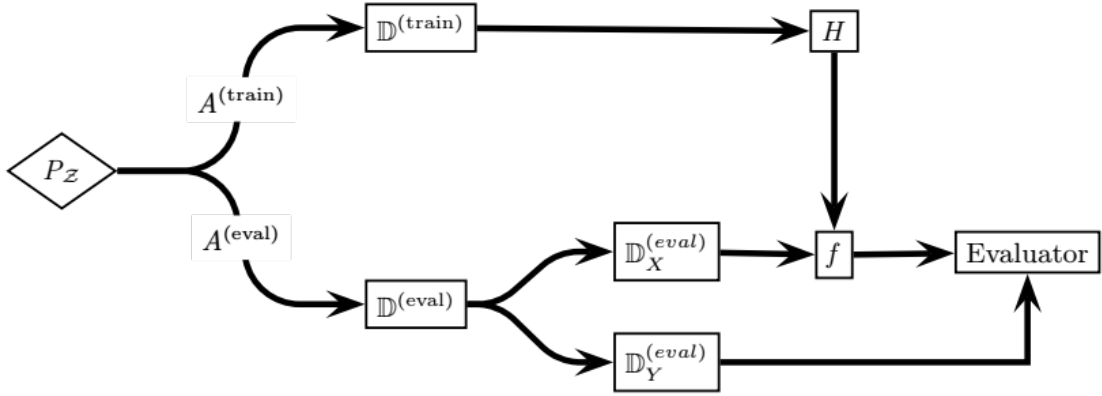 𝔻^(train)
H
A^(train)
P_𝒵
A^(eval)
𝔻_X^(eval)
f
Evaluator
𝔻^(eval)
𝔻_Y^(eval)